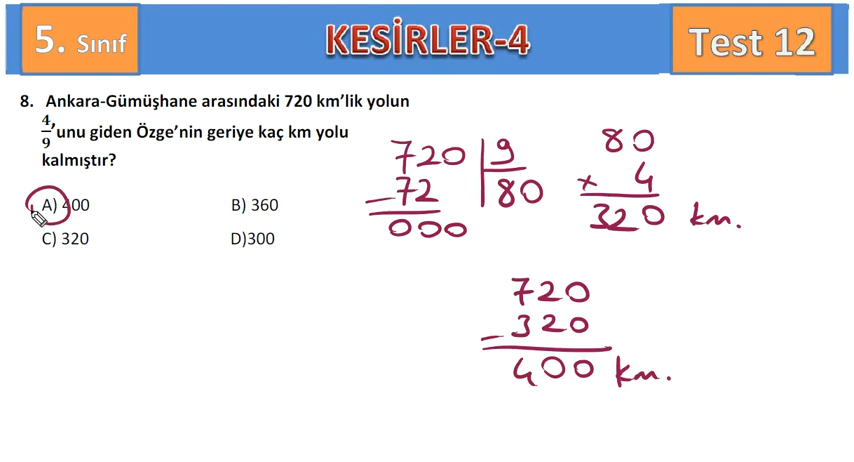 5. Sınıf
KESİRLER-4
Test 12
8. Ankara-Gümüşhane arasındaki 720 km’lik yolun
4/9’unu giden Özge’nin geriye kaç km yolu
kalmıştır?
A) 400
B) 360
C) 320
D)300
720 | 9
- 72
80
000
80
x 4
320 km.
720
- 320
400 km.